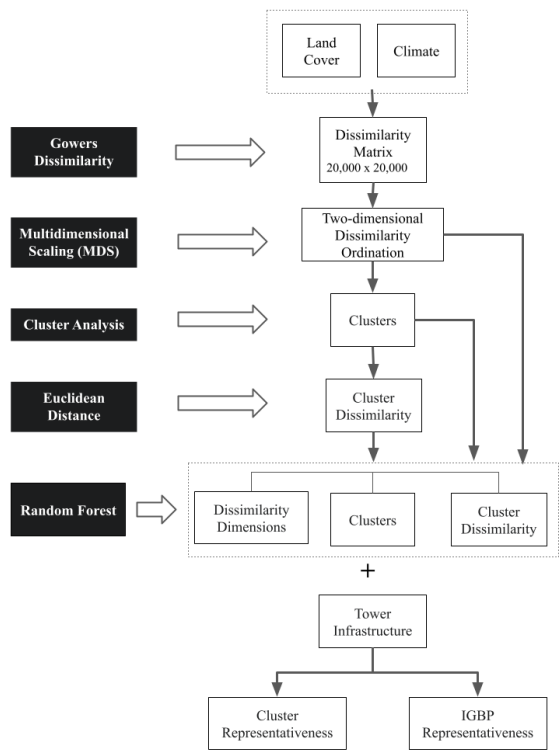 Land
Cover
Climate
Gowers
Dissimilarity
Dissimilarity
Matrix
20,000 x 20,000
Multidimensional
Scaling (MDS)
Two-dimensional
Dissimilarity
Ordination
Cluster Analysis
Clusters
Euclidean
Distance
Cluster
Dissimilarity
Random Forest
Dissimilarity
Dimensions
Clusters
Cluster
Dissimilarity
+
Tower
Infrastructure
Cluster
Representativeness
IGBP
Representativeness